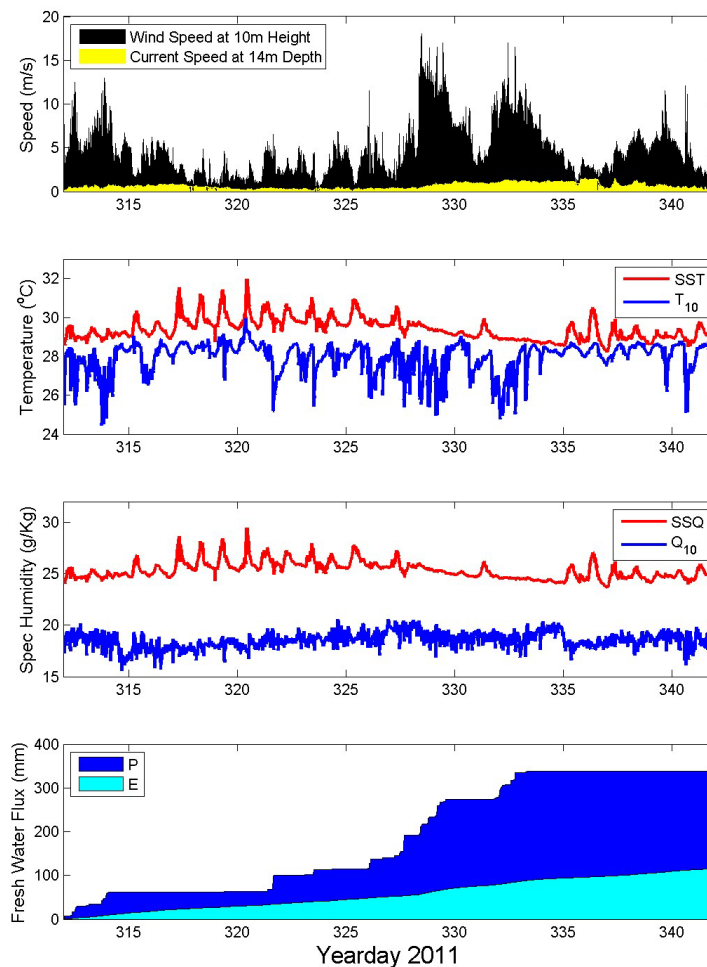 20
15
10
5
0
Speed (m/s)
Wind Speed at 10m Height
Current Speed at 14m Depth
315 320 325 330 335 340
32
30
28
26
24
Temperature (°C)
SST
T10
315 320 325 330 335 340
30
25
20
15
Spec Humidity (g/Kg)
SSQ
Q10
315 320 325 330 335 340
400
300
200
100
0
Fresh Water Flux (mm)
P
E
315 320 325 330 335 340
Yearday 2011